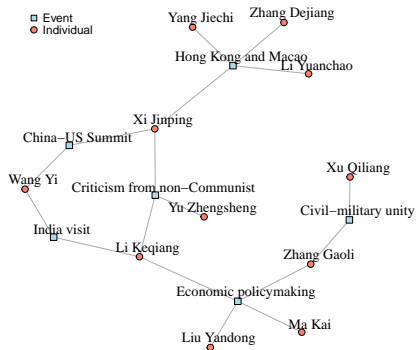 Event
Individual
Yang Jiechi
Zhang Dejiang
Hong Kong and Macao
Li Yuanchao
Xi Jinping
China−US Summit
Xu Qiliang
Wang Yi
Criticism from non−Communist
Yu Zhengsheng
Civil−military unity
India visit
Li Keqiang
Zhang Gaoli
Economic policymaking
Ma Kai
Liu Yandong